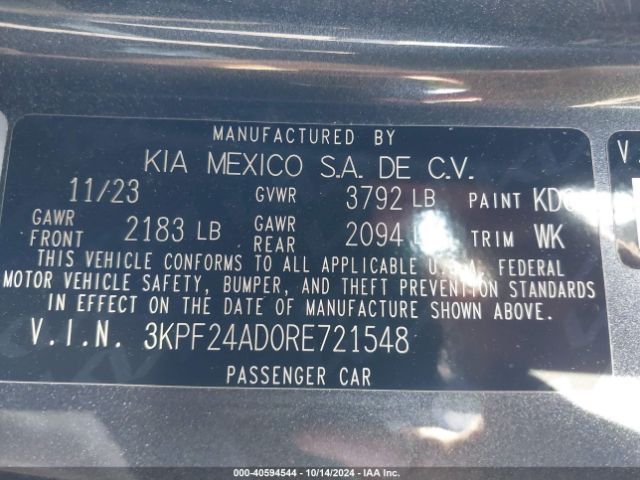 MANUFACTURED BY
KIA MEXICO S.A. DE C.V.
11/23 GVWR 3792 LB PAINT
GAWR FRONT 2183 LB GAWR REAR 2094 TRIM WK
THIS VEHICLE CONFORMS TO ALL APPLICABLE U.S.A. FEDERAL
MOTOR VEHICLE SAFETY, BUMPER, AND THEFT PREVENTION STANDARDS
IN EFFECT ON THE DATE OF MANUFACTURE SHOWN ABOVE.
V.I.N. 3KPF24AD0RE721548
PASSENGER CAR
000-40594544 | 10/14/2024 | IAA Inc.